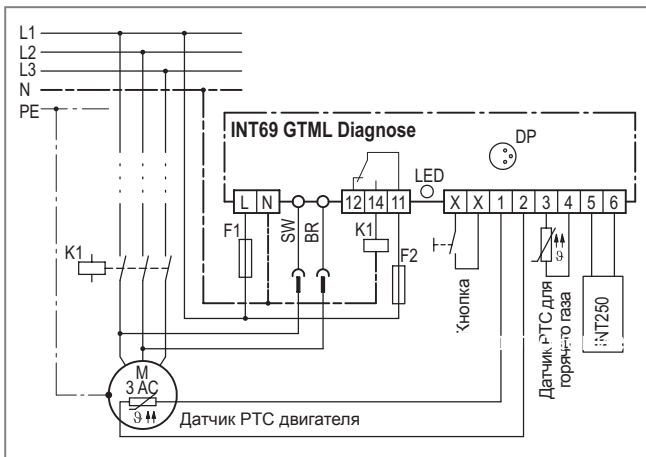 L1
L2
L3
N
PE
INT69 GTML Diagnose
DP
LED
L N
12 14 11
X X 1 2 3 4 5 6
F1
SW
BR
K1
F2
K1
Кнопка
Датчик PTC для
горячего газа
INT250
M
3 AC
ϑ
ϑ
Датчик PTC двигателя